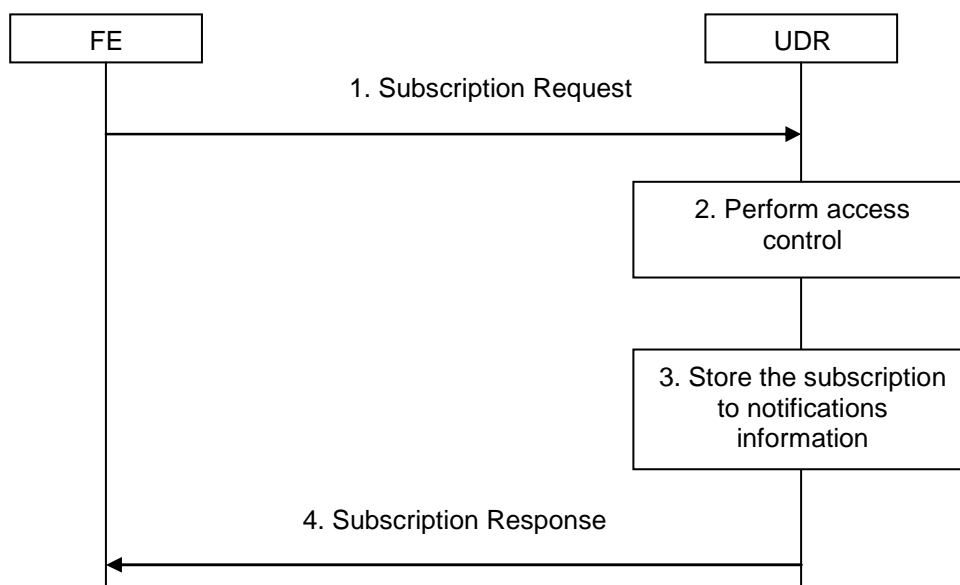 FE
UDR
1. Subscription Request
2. Perform access
control
3. Store the subscription
to notifications
information
4. Subscription Response